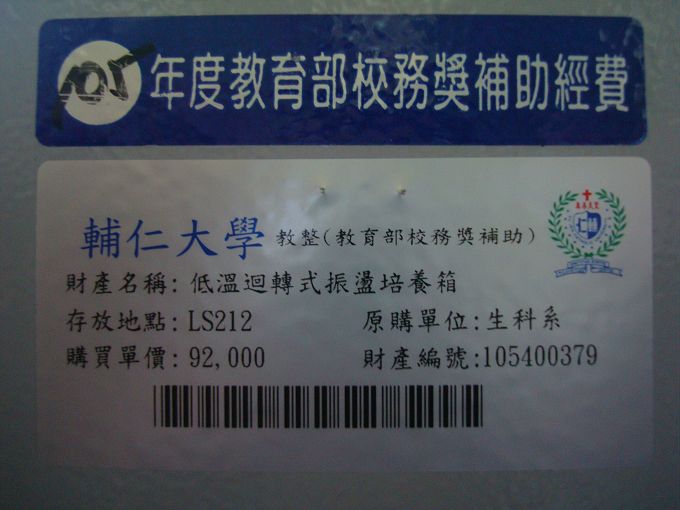 105 年度教育部校務獎補助經費
輔仁大學 教整(教育部校務獎補助)
財產名稱: 低溫迴轉式振盪培養箱
存放地點: LS212 原購單位: 生科系
購買單價: 92,000 財產編號:105400379